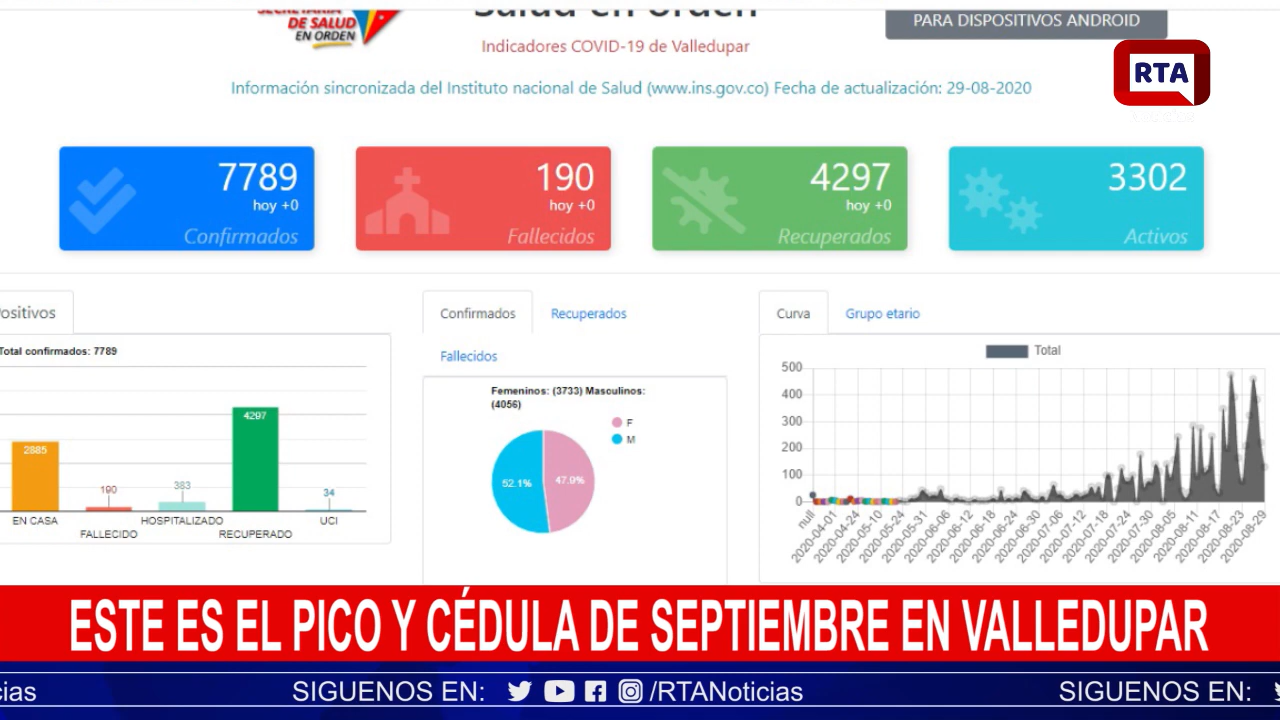 SECRETARÍA
DE SALUD
EN ORDEN
Salud en orden
PARA DISPOSITIVOS ANDROID
Indicadores COVID-19 de Valledupar
RTA
Información sincronizada del Instituto nacional de Salud (www.ins.gov.co) Fecha de actualización: 29-08-2020
7789
hoy +0
Confirmados
190
hoy +0
Fallecidos
4297
hoy +0
Recuperados
3302
Activos
ositivos
Total confirmados: 7789
2885
190
383
4297
34
EN CASA
FALLECIDO
HOSPITALIZADO
RECUPERADO
UCI
Confirmados
Recuperados
Fallecidos
Femeninos: (3733) Masculinos:
(4056)
F
M
52.1%
47.9%
Curva
Grupo etario
Total
500
400
300
200
100
0
null
2020-04-01
2020-04-24
2020-05-10
2020-05-24
2020-05-31
2020-06-06
2020-06-12
2020-06-18
2020-06-24
2020-06-30
2020-07-06
2020-07-12
2020-07-18
2020-07-24
2020-07-30
2020-08-05
2020-08-11
2020-08-17
2020-08-23
2020-08-29
ESTE ES EL PICO Y CÉDULA DE SEPTIEMBRE EN VALLEDUPAR
cias
SIGUENOS EN:
/RTANoticias
SIGUENOS EN: